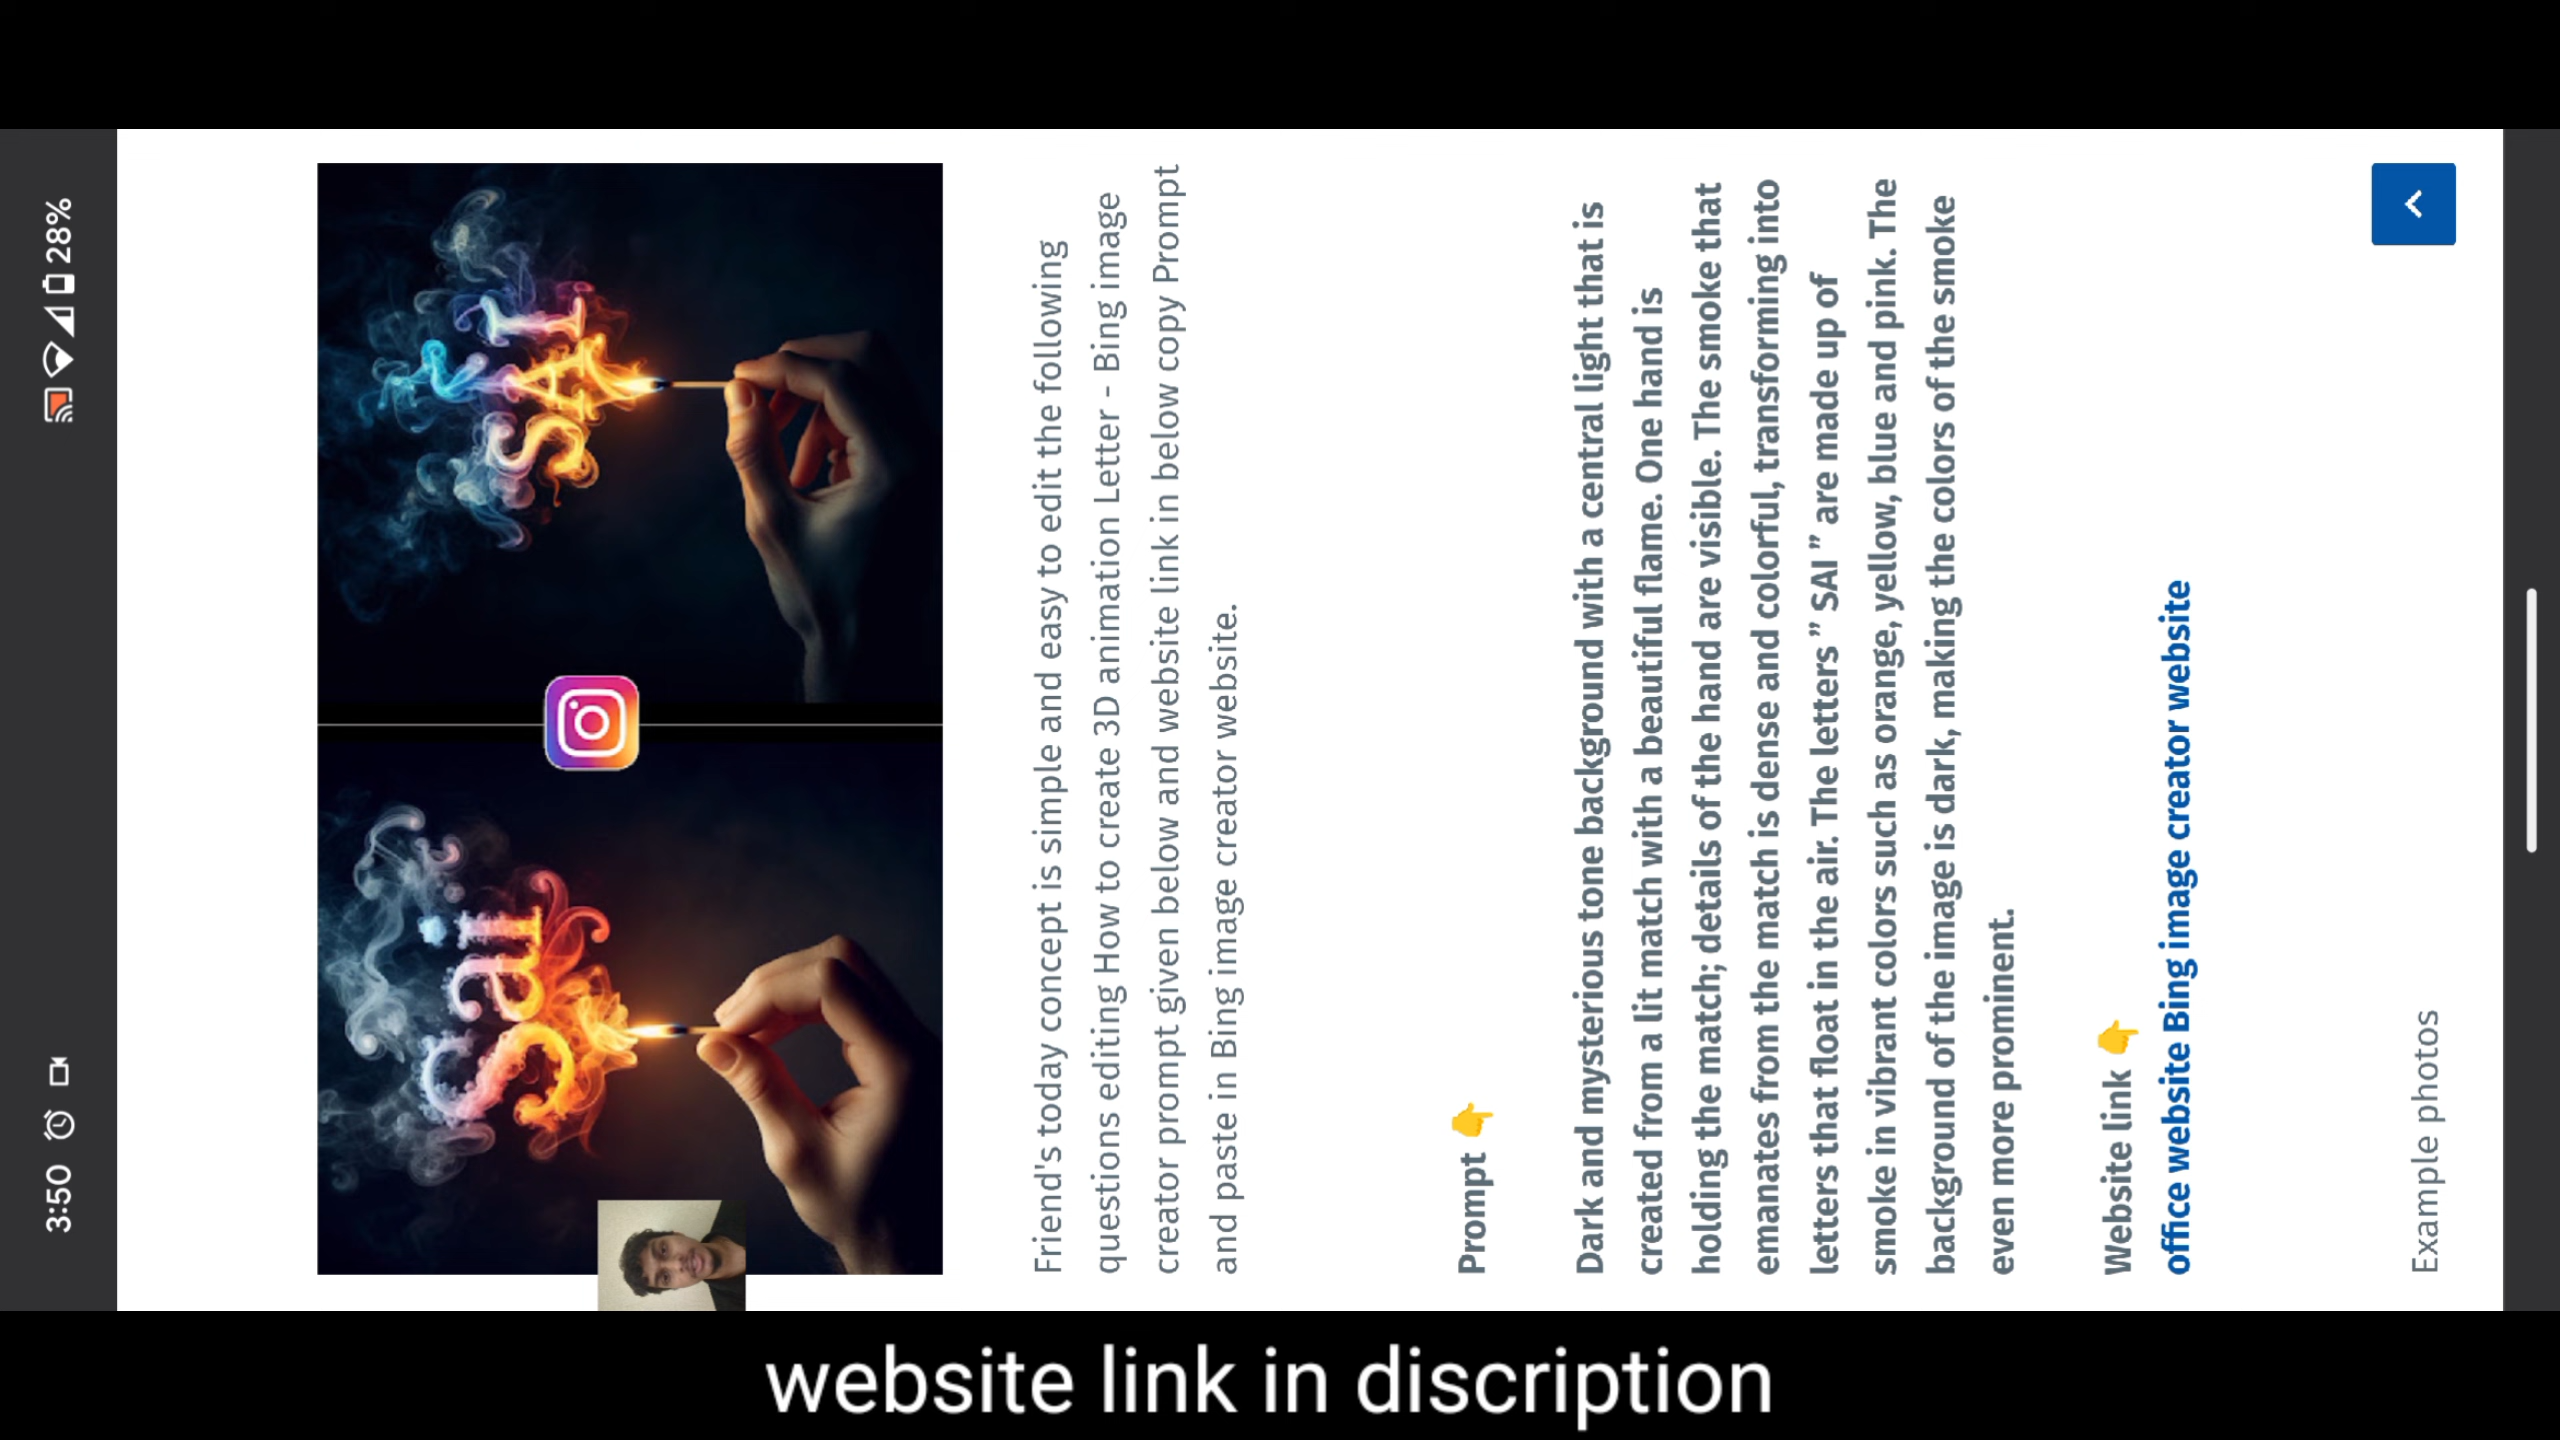 3:50
28%
Sai
SAI
Friend's today concept is simple and easy to edit the following
questions editing How to create 3D animation Letter - Bing image
creator prompt given below and website link in below copy Prompt
and paste in Bing image creator website.
Prompt 👉
Dark and mysterious tone background with a central light that is
created from a lit match with a beautiful flame. One hand is
holding the match; details of the hand are visible. The smoke that
emanates from the match is dense and colorful, transforming into
letters that float in the air. The letters ” SAI ” are made up of
smoke in vibrant colors such as orange, yellow, blue and pink. The
background of the image is dark, making the colors of the smoke
even more prominent.
Website link 👉
office website Bing image creator website
Example photos
website link in discription